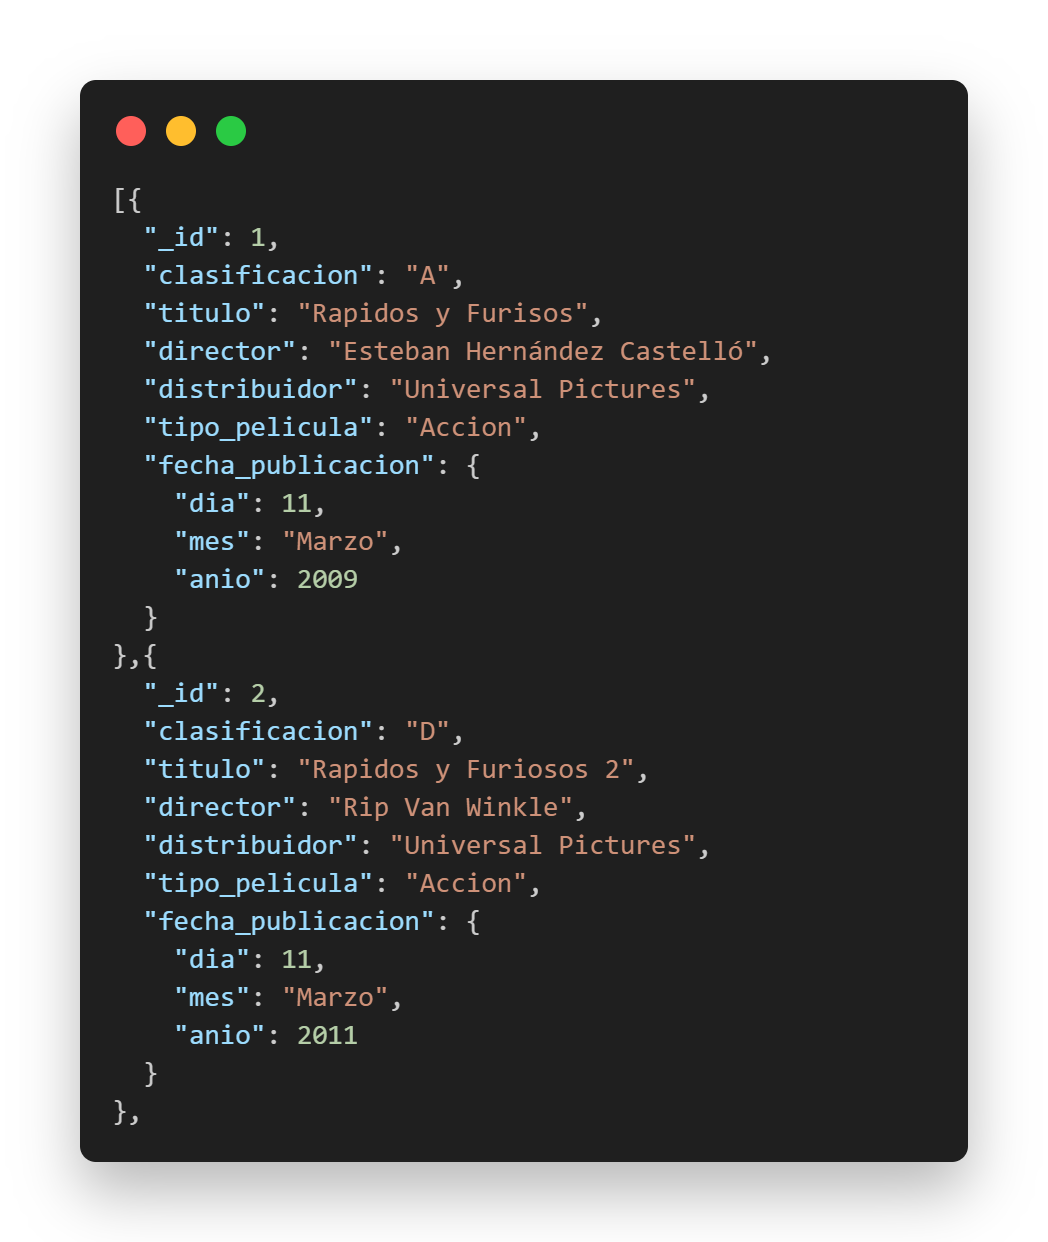 [{
  "_id": 1,
  "clasificacion": "A",
  "titulo": "Rapidos y Furisos",
  "director": "Esteban Hernández Castelló",
  "distribuidor": "Universal Pictures",
  "tipo_pelicula": "Accion",
  "fecha_publicacion": {
    "dia": 11,
    "mes": "Marzo",
    "anio": 2009
  }
},{
  "_id": 2,
  "clasificacion": "D",
  "titulo": "Rapidos y Furiosos 2",
  "director": "Rip Van Winkle",
  "distribuidor": "Universal Pictures",
  "tipo_pelicula": "Accion",
  "fecha_publicacion": {
    "dia": 11,
    "mes": "Marzo",
    "anio": 2011
  }
},